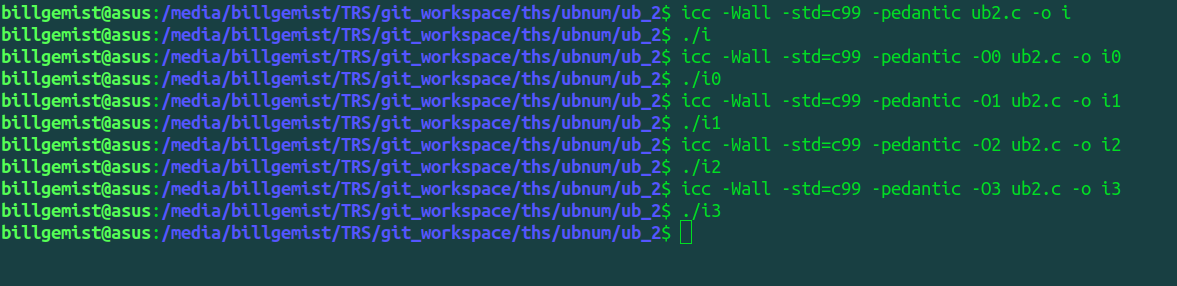 billgemist@asus:/media/billgemist/TRS/git_workspace/ths/ubnum/ub_2$ icc -Wall -std=c99 -pedantic ub2.c -o i
billgemist@asus:/media/billgemist/TRS/git_workspace/ths/ubnum/ub_2$ ./i
billgemist@asus:/media/billgemist/TRS/git_workspace/ths/ubnum/ub_2$ icc -Wall -std=c99 -pedantic -O0 ub2.c -o i0
billgemist@asus:/media/billgemist/TRS/git_workspace/ths/ubnum/ub_2$ ./i0
billgemist@asus:/media/billgemist/TRS/git_workspace/ths/ubnum/ub_2$ icc -Wall -std=c99 -pedantic -O1 ub2.c -o i1
billgemist@asus:/media/billgemist/TRS/git_workspace/ths/ubnum/ub_2$ ./i1
billgemist@asus:/media/billgemist/TRS/git_workspace/ths/ubnum/ub_2$ icc -Wall -std=c99 -pedantic -O2 ub2.c -o i2
billgemist@asus:/media/billgemist/TRS/git_workspace/ths/ubnum/ub_2$ ./i2
billgemist@asus:/media/billgemist/TRS/git_workspace/ths/ubnum/ub_2$ icc -Wall -std=c99 -pedantic -O3 ub2.c -o i3
billgemist@asus:/media/billgemist/TRS/git_workspace/ths/ubnum/ub_2$ ./i3
billgemist@asus:/media/billgemist/TRS/git_workspace/ths/ubnum/ub_2$